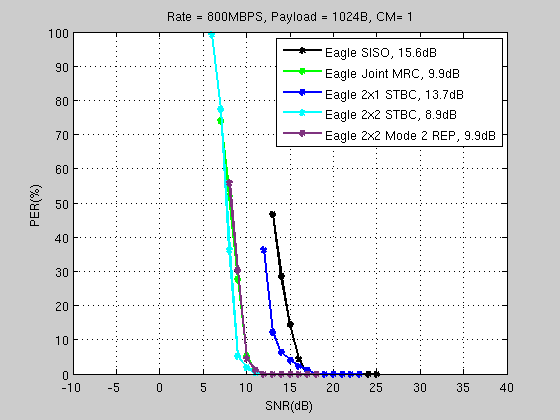 Rate = 800MBPS, Payload = 1024B, CM= 1
100
90
80
70
60
50
40
30
20
10
0
PER(%)
Eagle SISO, 15.6dB
Eagle Joint MRC, 9.9dB
Eagle 2x1 STBC, 13.7dB
Eagle 2x2 STBC, 8.9dB
Eagle 2x2 Mode 2 REP, 9.9dB
-10 -5 0 5 10 15 20 25 30 35 40
SNR(dB)